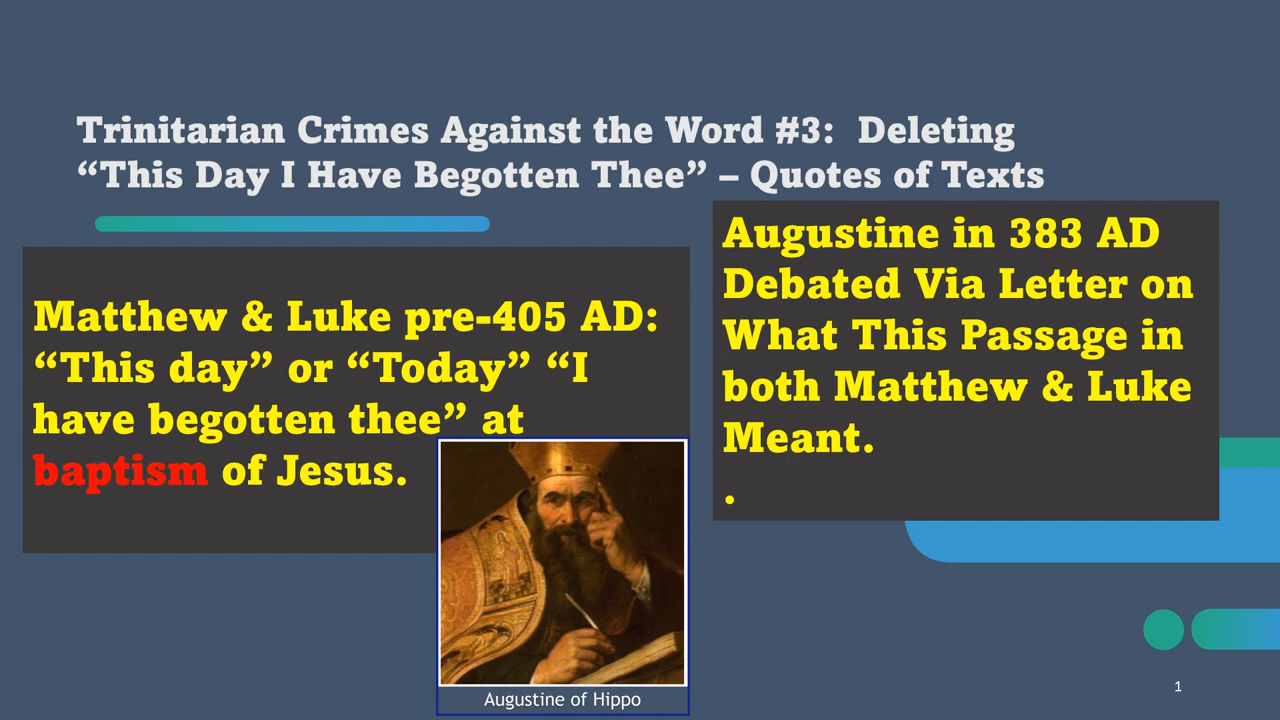 Trinitarian Crimes Against the Word #3: Deleting
“This Day I Have Begotten Thee” – Quotes of Texts
Matthew & Luke pre-405 AD:
“This day” or “Today” “I
have begotten thee” at
baptism of Jesus.
Augustine of Hippo
Augustine in 383 AD
Debated Via Letter on
What This Passage in
both Matthew & Luke
Meant.
.
1